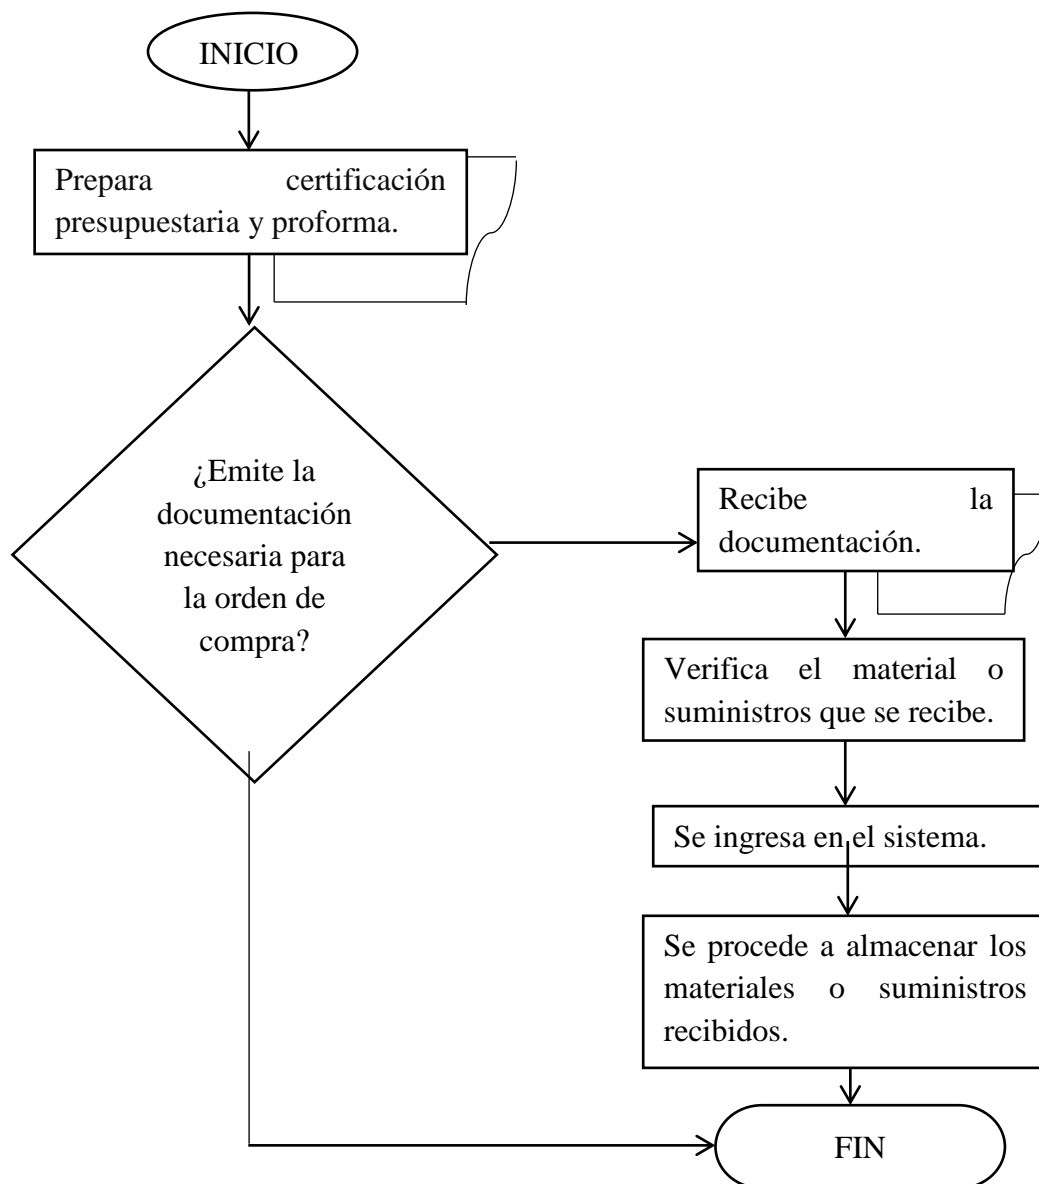 INICIO
Prepara certificación
presupuestaria y proforma.
¿Emite la
documentación
necesaria para
la orden de
compra?
Recibe la
documentación.
Verifica el material o
suministros que se recibe.
Se ingresa en el sistema.
Se procede a almacenar los
materiales o suministros
recibidos.
FIN